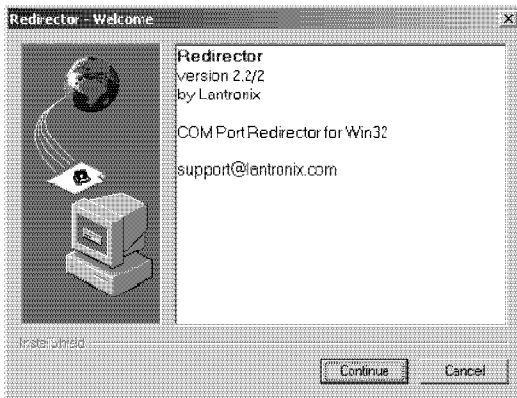 Redirector - Welcome
Redirector
version 2.2/2
by Lantronix
COM Port Redirector for Win32
support@lantronix.com
InstallShield
Continue
Cancel